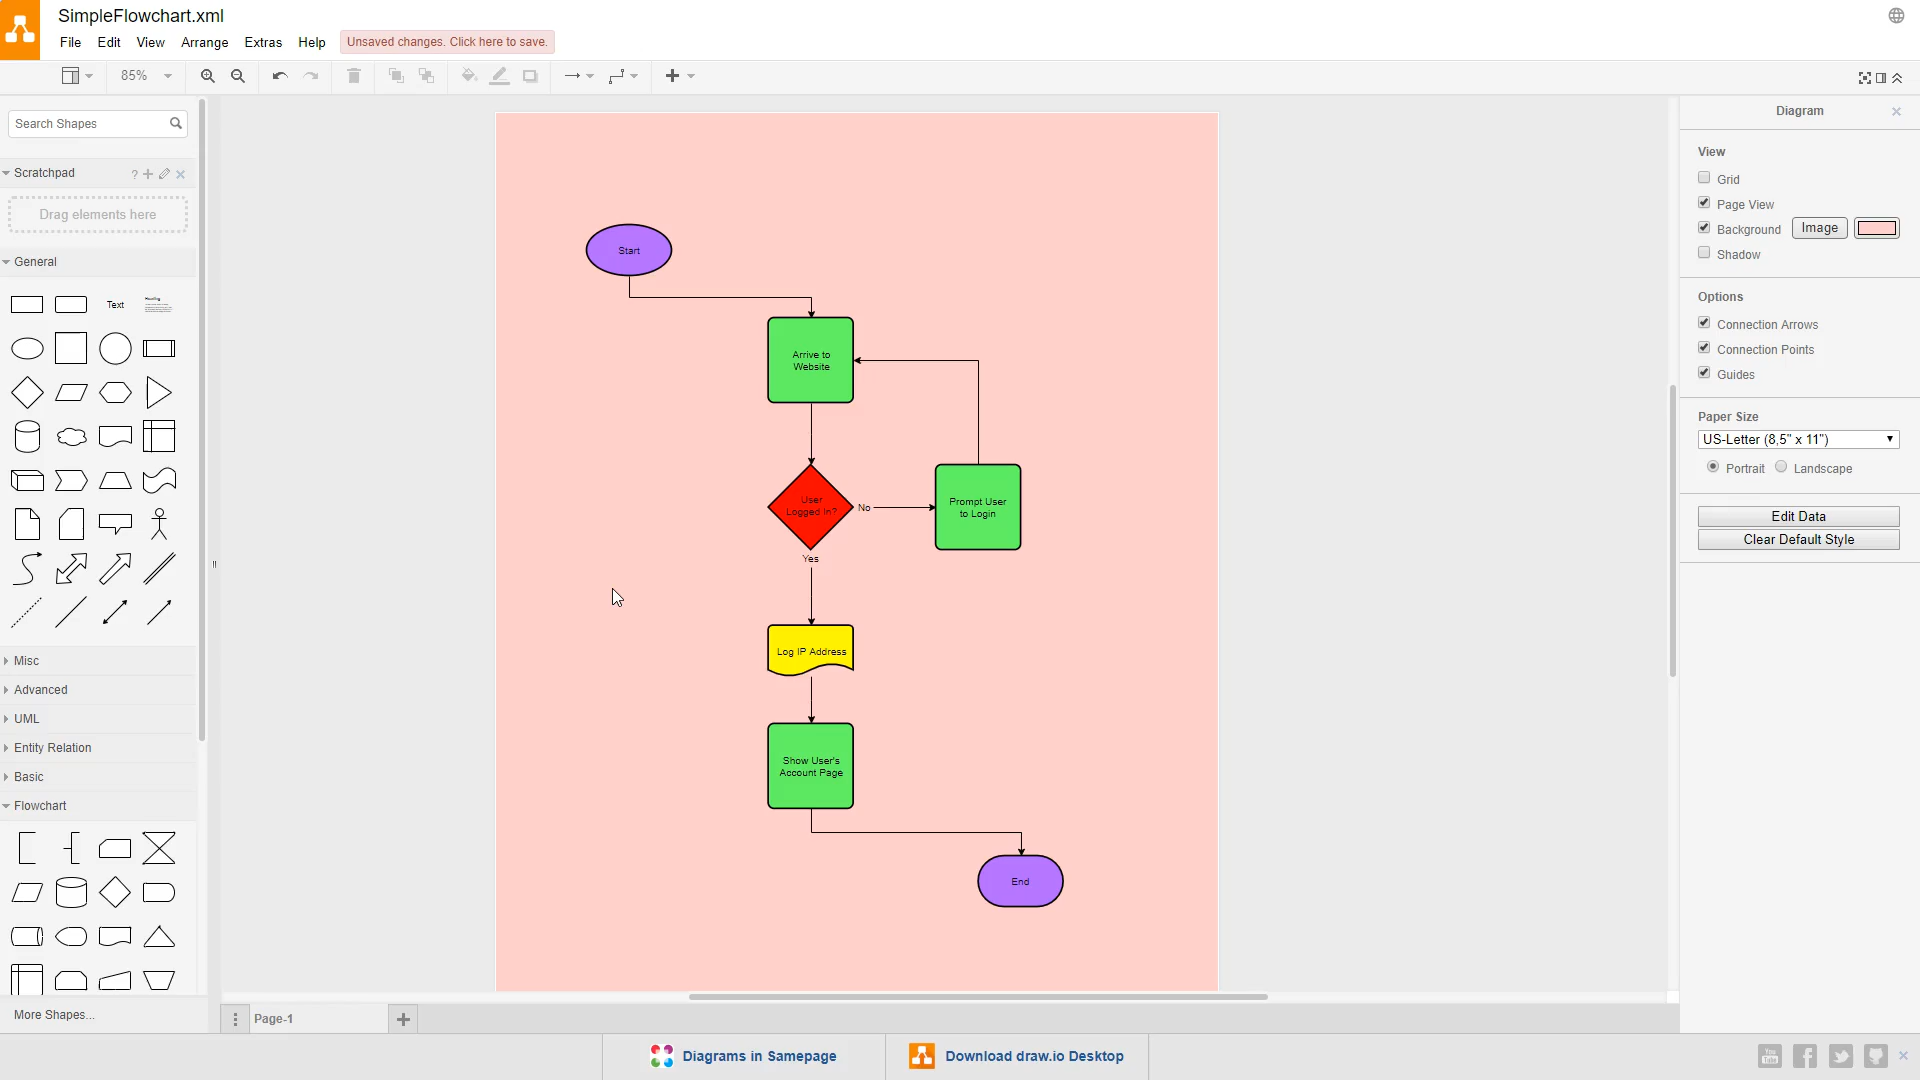 SimpleFlowchart.xml
File Edit View Arrange Extras Help Unsaved changes. Click here to save.
85%
Search Shapes
Scratchpad ?
Drag elements here
General
Text
Heading
Misc
Advanced
UML
Entity Relation
Basic
Flowchart
More Shapes...
Start
Arrive to
Website
User
Logged In?
No
Prompt User
to Login
Yes
Log IP Address
Show User's
Account Page
End
Page-1
Diagram
View
Grid
Page View
Background Image
Shadow
Options
Connection Arrows
Connection Points
Guides
Paper Size
US-Letter (8,5" x 11")
Portrait Landscape
Edit Data
Clear Default Style
Diagrams in Samepage
Download draw.io Desktop
You
Tube